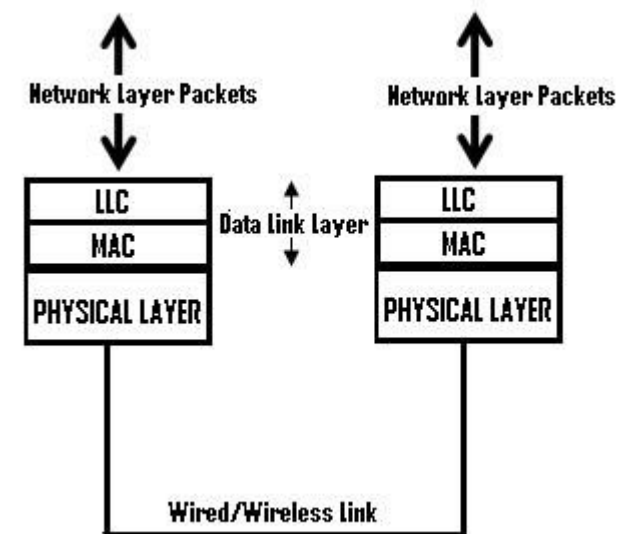 Network Layer Packets
Network Layer Packets
LLC
LLC
Data Link Layer
MAC
MAC
PHYSICAL LAYER
PHYSICAL LAYER
Wired/Wireless Link